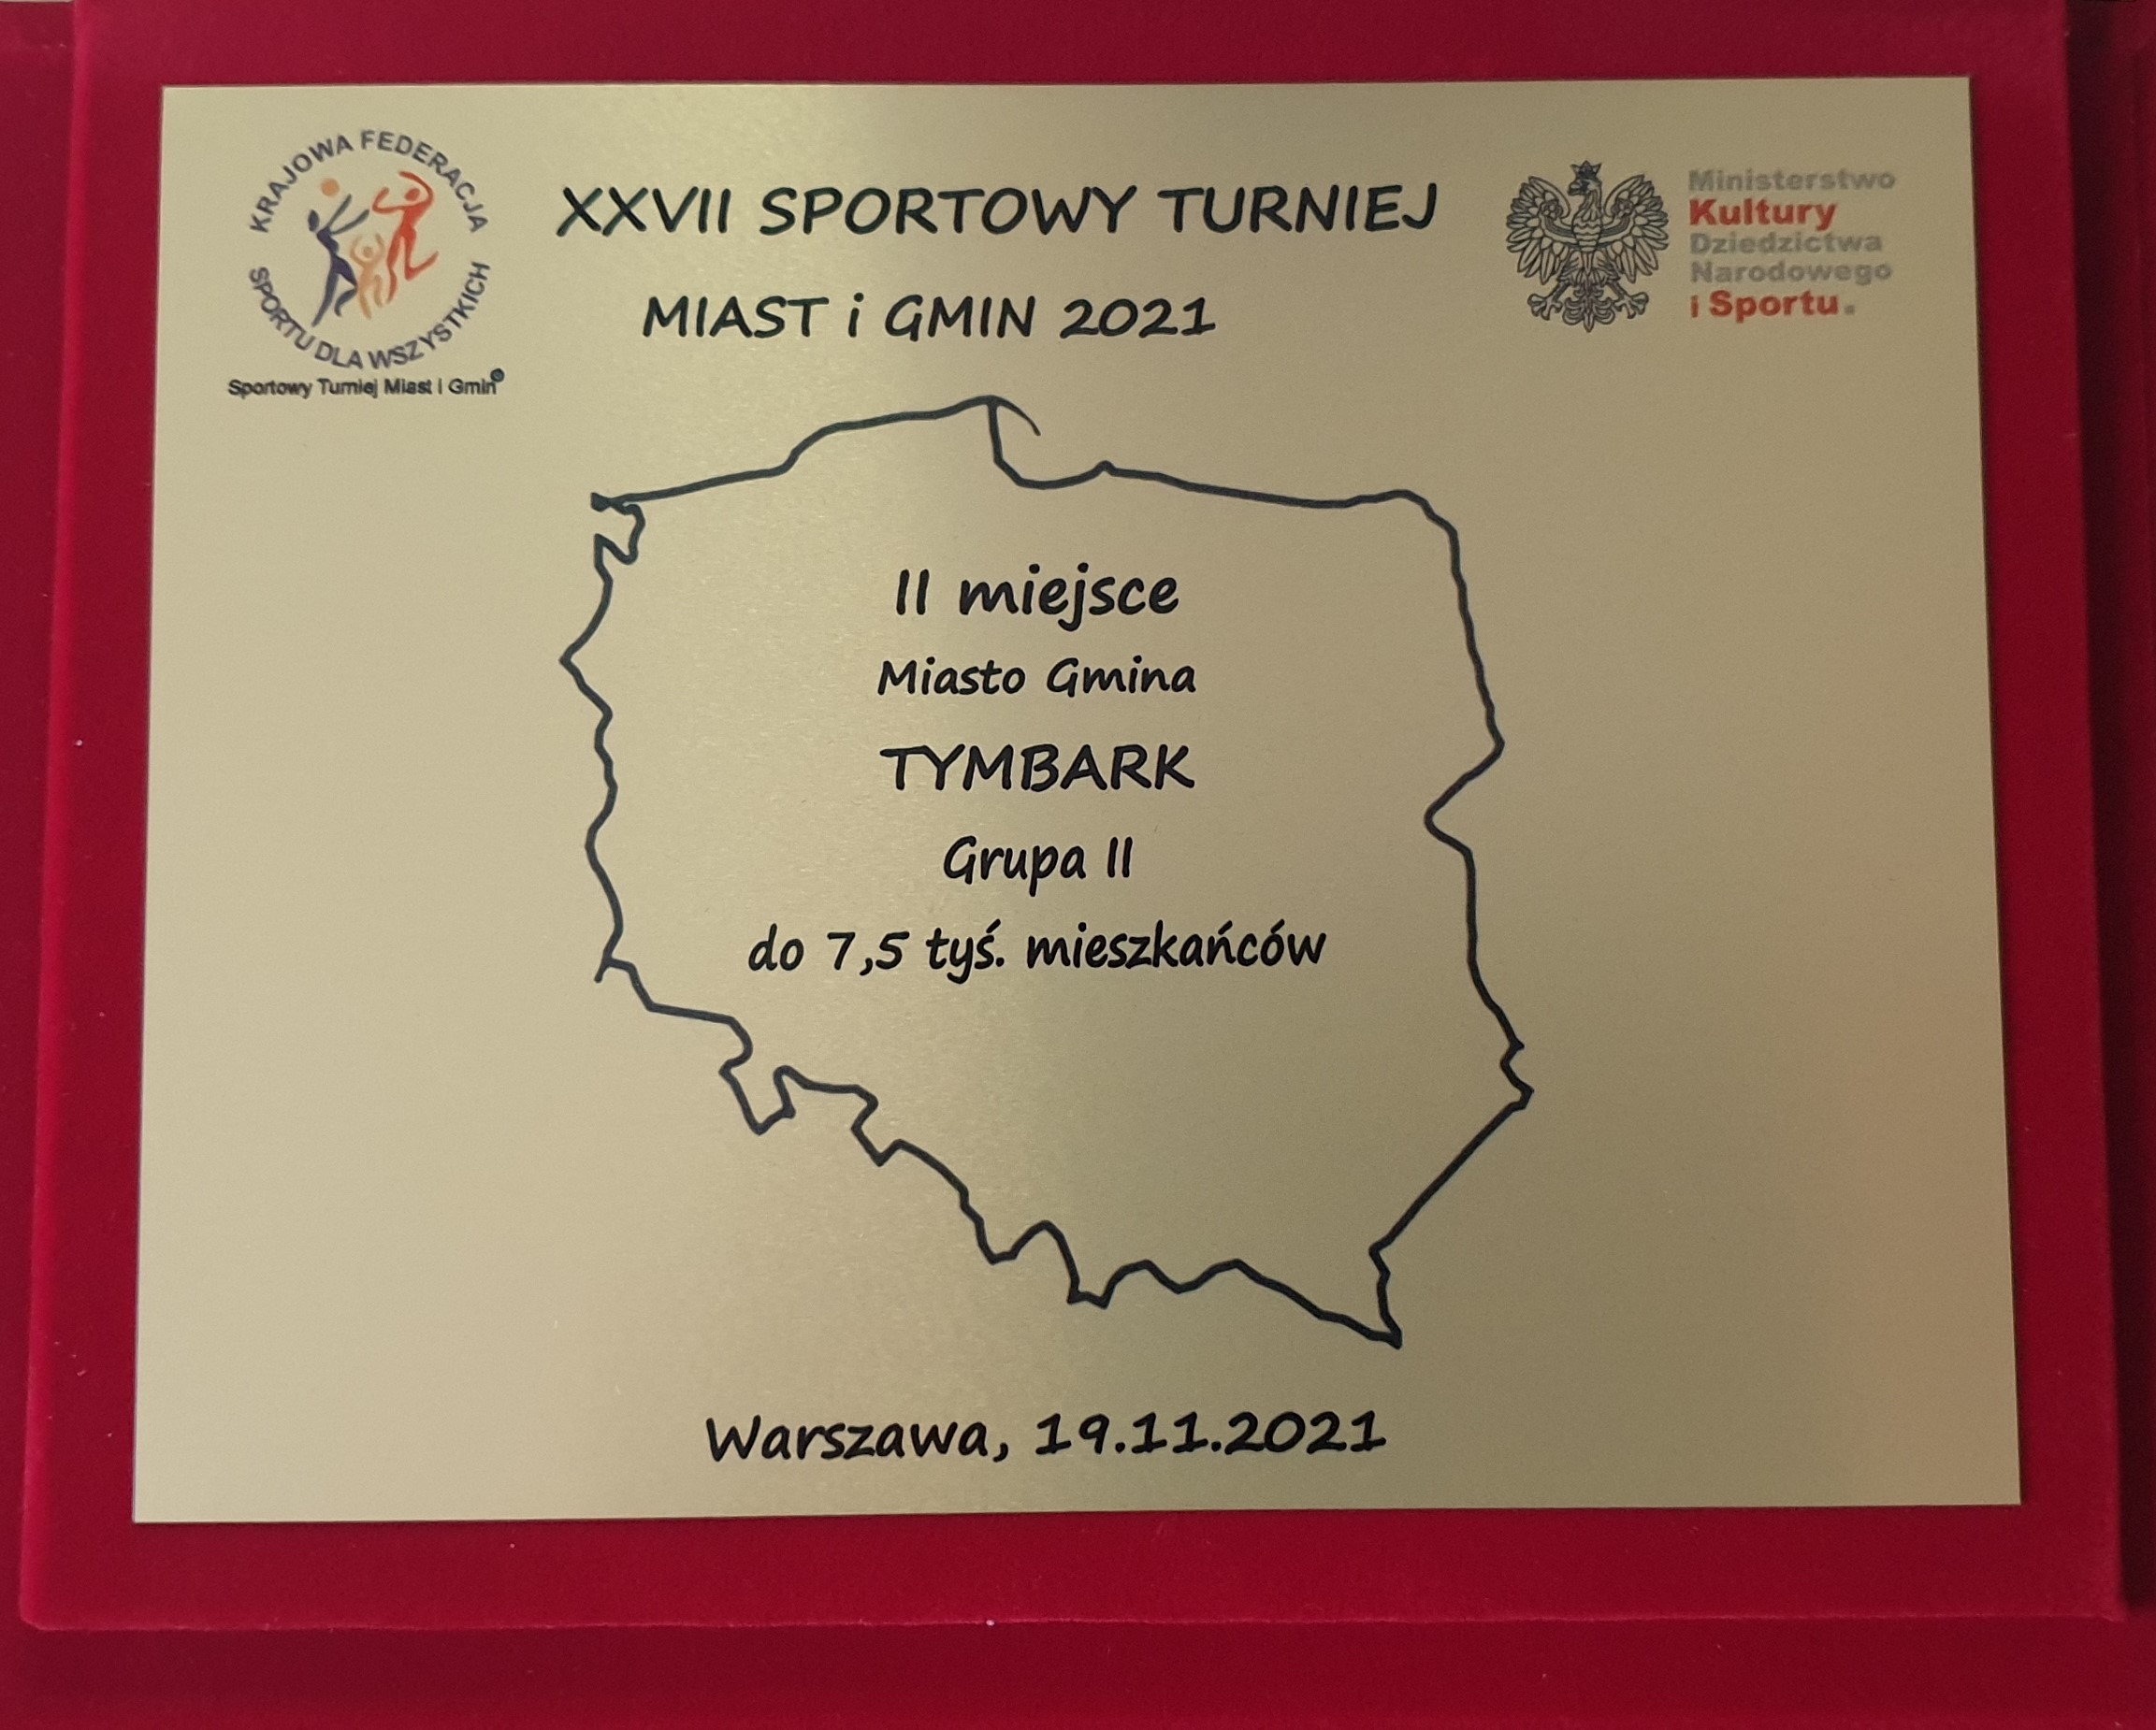 KRAJOWA FEDERACJA
SPORTU DLA WSZYSTKICH
Sportowy Turniej Miast i Gmin
XXVII SPORTOWY TURNIEJ
MIAST i GMIN 2021
Ministerstwo
Kultury
Dziedzictwa
Narodowego
i Sportu.
II miejsce
Miasto Gmina
TYMBARK
Grupa II
do 7,5 tyś. mieszkańców
Warszawa, 19.11.2021